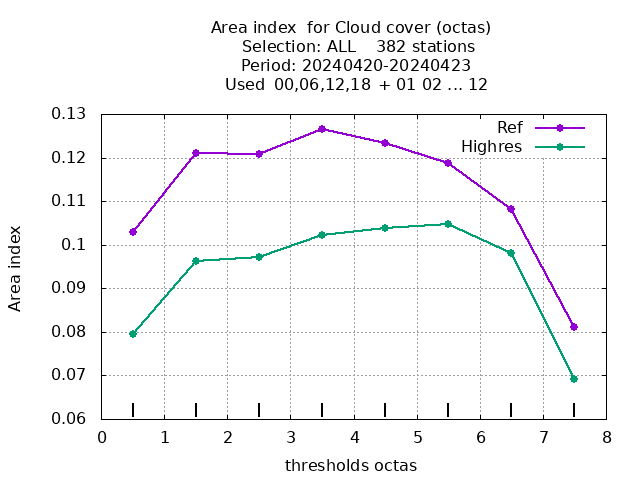 Area index  for Cloud cover (octas)
Selection: ALL    382 stations
Period: 20240420-20240423
Used  00,06,12,18  + 01 02 ... 12
Ref
Highres
0.13
0.12
0.11
0.1
0.09
0.08
0.07
0.06
Area index
0 1 2 3 4 5 6 7 8
thresholds octas